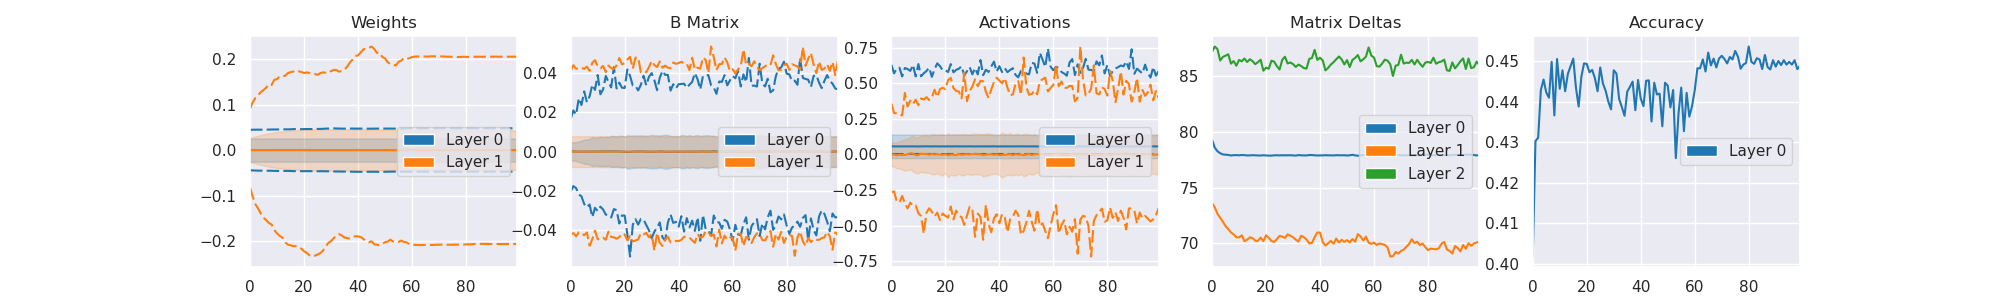 Weights
0.2
0.1
0.0
−0.1
−0.2
0 20 40 60 80
Layer 0
Layer 1
B Matrix
0.04
0.02
0.00
−0.02
−0.04
0 20 40 60 80
Layer 0
Layer 1
Activations
0.75
0.50
0.25
0.00
−0.25
−0.50
−0.75
0 20 40 60 80
Layer 0
Layer 1
Matrix Deltas
85
80
75
70
0 20 40 60 80
Layer 0
Layer 1
Layer 2
Accuracy
0.45
0.44
0.43
0.42
0.41
0.40
0 20 40 60 80
Layer 0